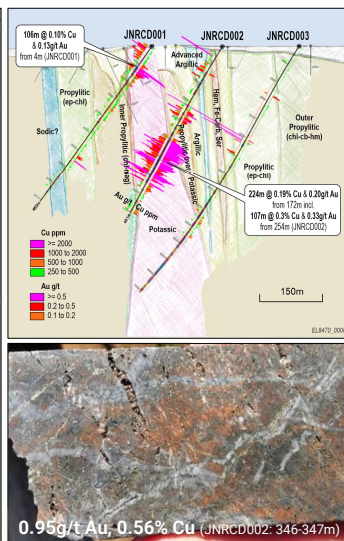 JNRCD001
JNRCD002
JNRCD003
106m @ 0.10% Cu
& 0.13g/t Au
from 4m (JNRCD001)
Advanced
Argillic
Propylitic
(ep-chl)
Sodic?
Inner Propylitic (chl-mag)
Propylitic over
Potassic
Argillic
Hem, Fe-Carb, Ser
Outer
Propylitic
(chl-cb-hm)
Propylitic
(ep-chl)
Au g/t
Cu ppm
Potassic
224m @ 0.19% Cu & 0.20g/t Au
from 172m incl.
107m @ 0.3% Cu & 0.33g/t Au
from 254m (JNRCD002)
Cu ppm
>= 2000
1000 to 2000
500 to 1000
250 to 500
Au g/t
>= 0.5
0.2 to 0.5
0.1 to 0.2
150m
0.95g/t Au, 0.56% Cu (JNRCD002: 346-347m)